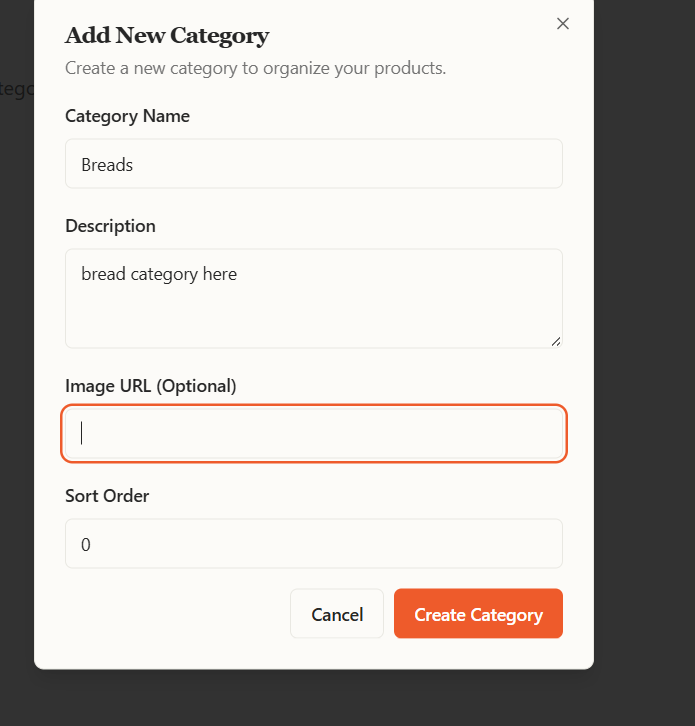 Add New Category
Create a new category to organize your products.
Category Name
Breads
Description
bread category here
Image URL (Optional)
Sort Order
0
Cancel
Create Category